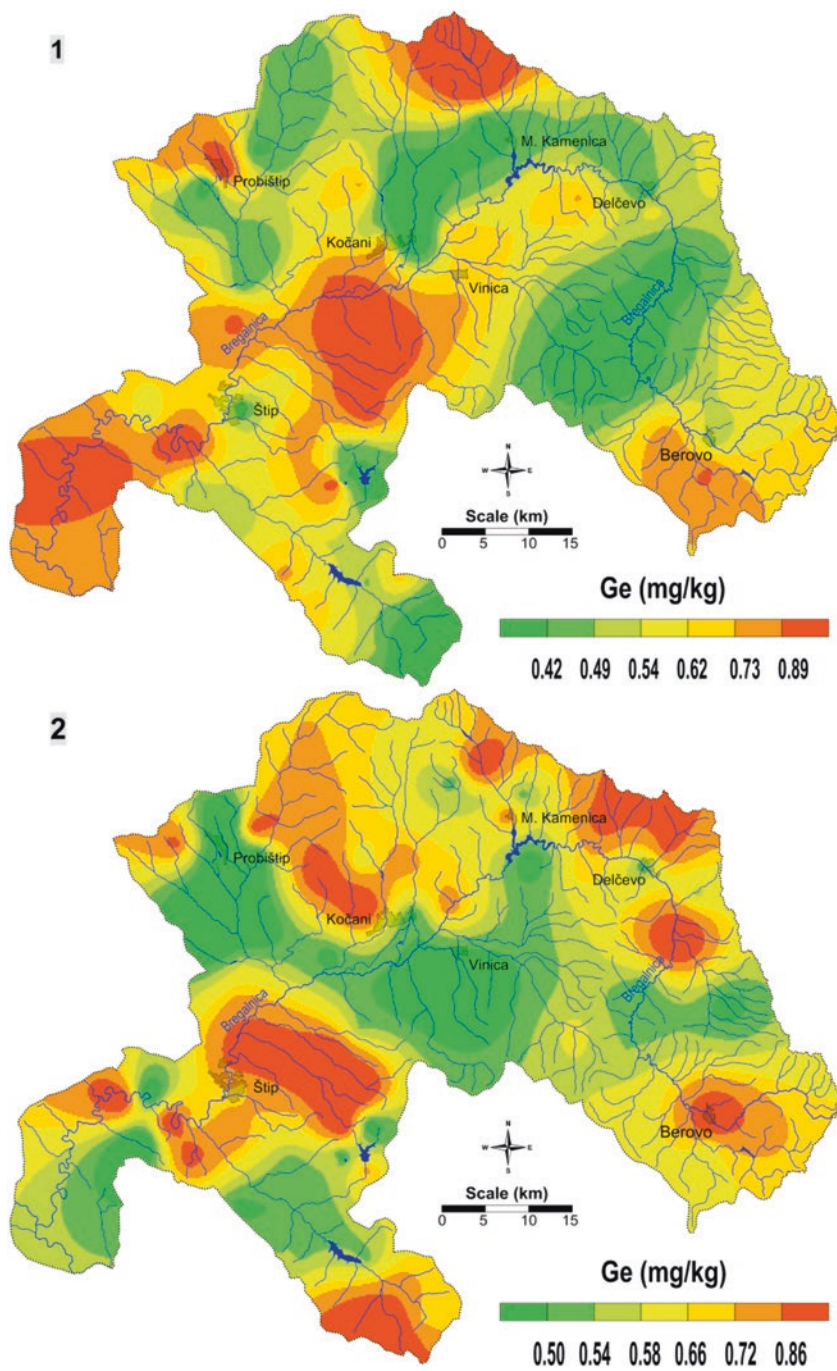 1
M. Kamenica
Probištip
Delčevo
Kočani
Vinica
Bregalnica
Bregalnica
Štip
Berovo
N
W E
S
Scale (km)
0 5 10 15
Ge (mg/kg)
0.42 0.49 0.54 0.62 0.73 0.89
2
M. Kamenica
Probištip
Delčevo
Kočani
Vinica
Bregalnica
Bregalnica
Štip
Berovo
N
W E
S
Scale (km)
0 5 10 15
Ge (mg/kg)
0.50 0.54 0.58 0.66 0.72 0.86